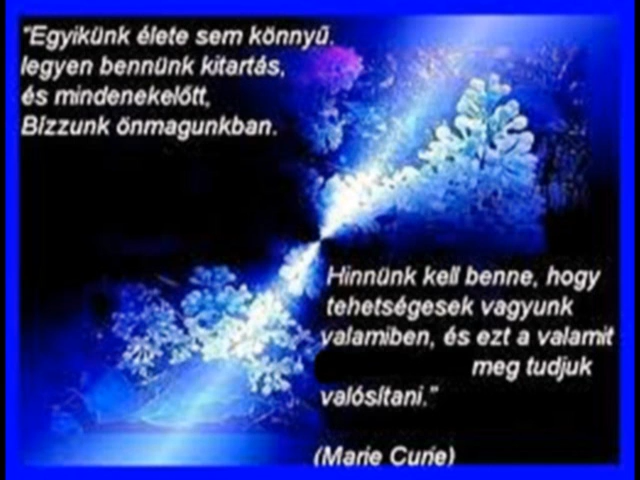 "Egyikünk élete sem könnyű.
legyen bennünk kitartás,
és mindenekelőtt,
Bízzunk önmagunkban.
Hinnünk kell benne, hogy
tehetségesek vagyunk
valamiben, és ezt a valamit
meg tudjuk
valósítani."
(Marie Curie)